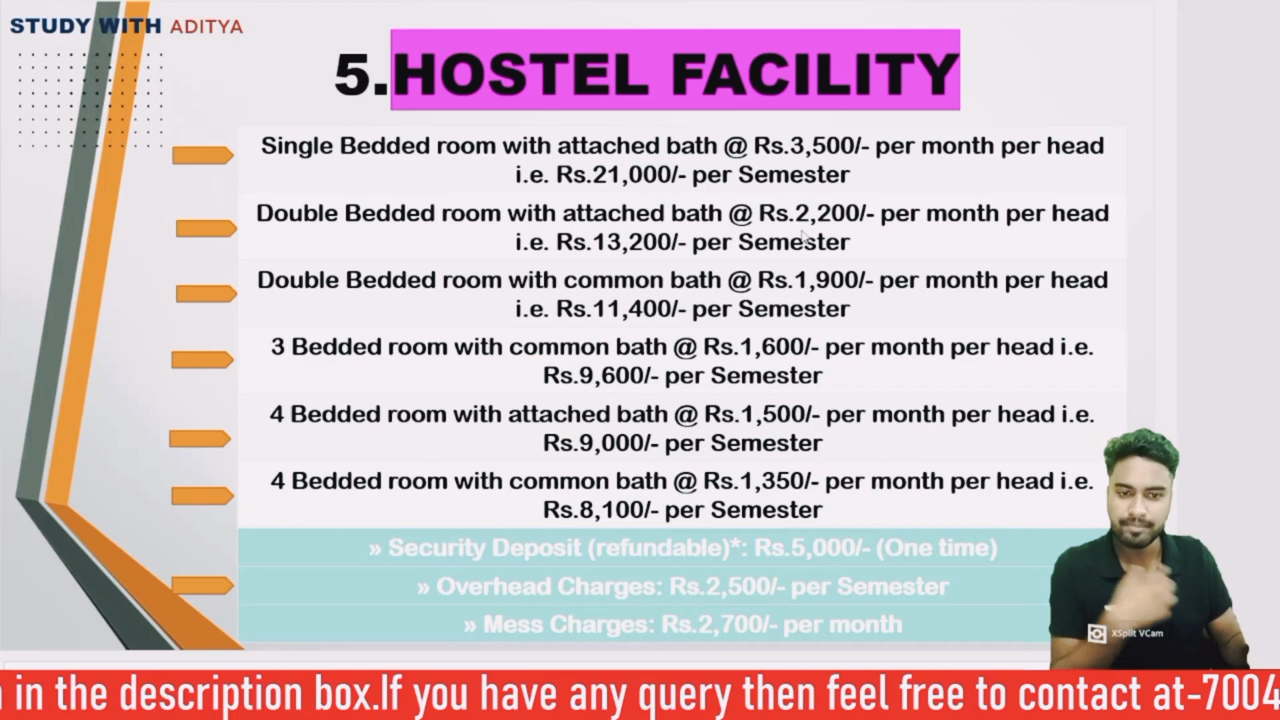 STUDY WITH ADITYA
5.HOSTEL FACILITY
Single Bedded room with attached bath @ Rs.3,500/- per month per head
i.e. Rs.21,000/- per Semester
Double Bedded room with attached bath @ Rs.2,200/- per month per head
i.e. Rs.13,200/- per Semester
Double Bedded room with common bath @ Rs.1,900/- per month per head
i.e. Rs.11,400/- per Semester
3 Bedded room with common bath @ Rs.1,600/- per month per head i.e.
Rs.9,600/- per Semester
4 Bedded room with attached bath @ Rs.1,500/- per month per head i.e.
Rs.9,000/- per Semester
4 Bedded room with common bath @ Rs.1,350/- per month per head i.e.
Rs.8,100/- per Semester
» Security Deposit (refundable)*: Rs.5,000/- (One time)
» Overhead Charges: Rs.2,500/- per Semester
» Mess Charges: Rs.2,700/- per month
XSplit VCam
in the description box.If you have any query then feel free to contact at-7004